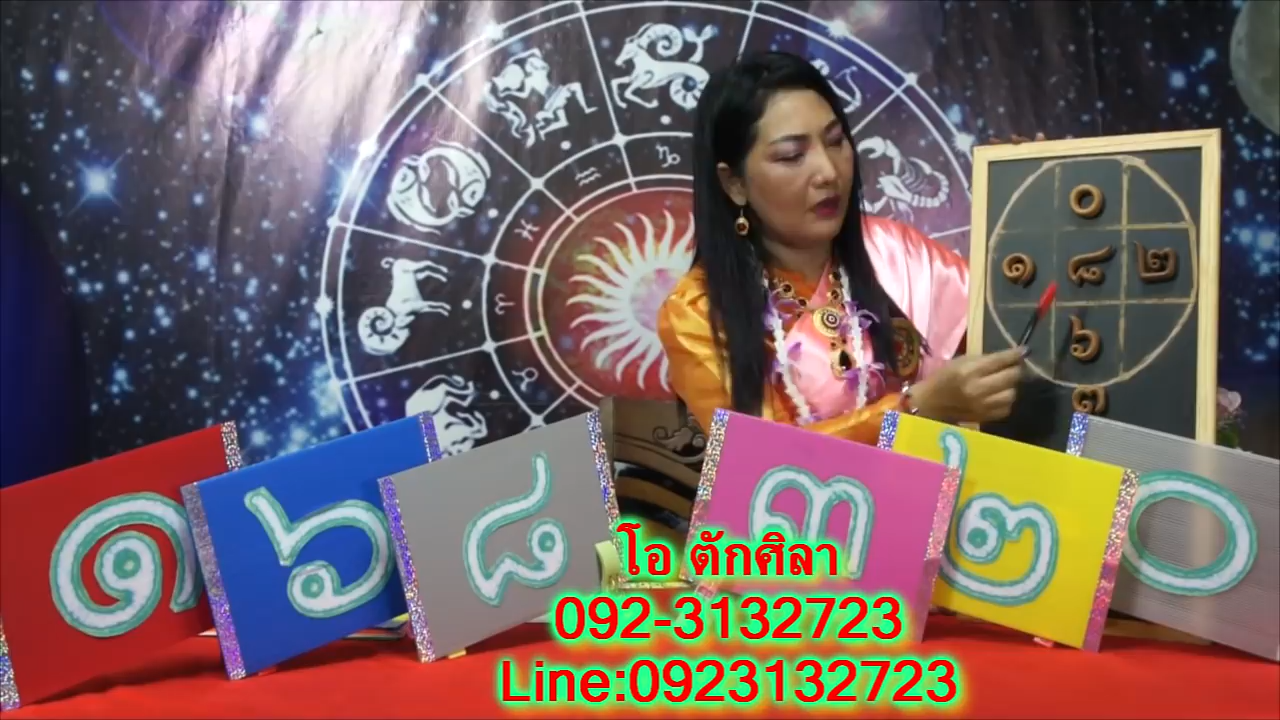 ๐
๑ ๘ ๒
๖
๓
๑ ๖ ๘ ๓ ๒ ๐
โอ ตักศิลา
092-3132723
Line:0923132723